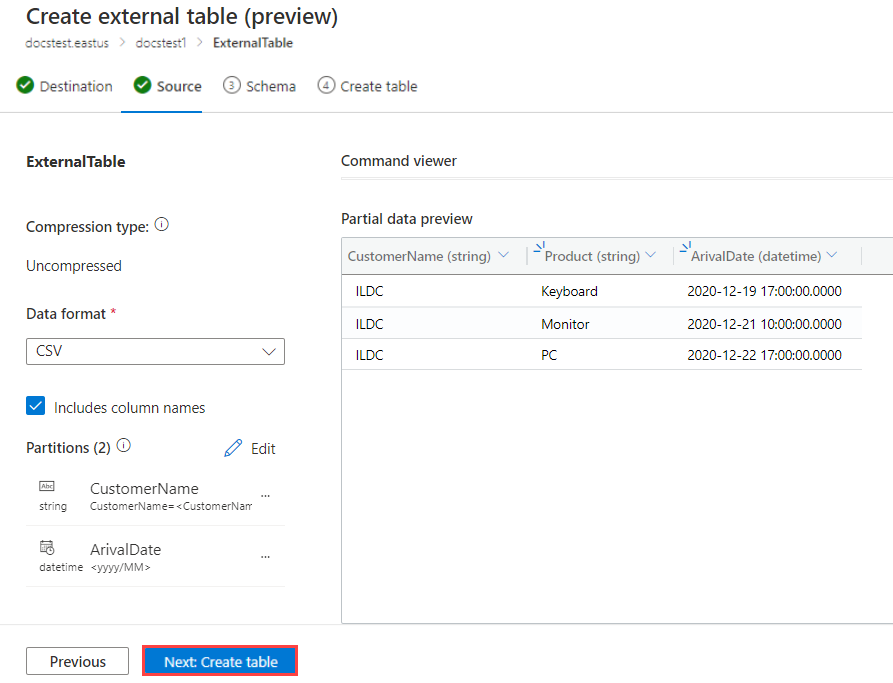 Create external table (preview)
docstest.eastus > docstest1 > ExternalTable
Destination Source 3 Schema 4 Create table
ExternalTable
Compression type:
Uncompressed
Data format *
CSV
Includes column names
Partitions (2) Edit
Abc CustomerName ...
string CustomerName=<CustomerNam
ArivalDate ...
datetime <yyyy/MM>
Command viewer
Partial data preview
CustomerName (string) Product (string) ArivalDate (datetime)
ILDC Keyboard 2020-12-19 17:00:00.0000
ILDC Monitor 2020-12-21 10:00:00.0000
ILDC PC 2020-12-22 17:00:00.0000
Previous Next: Create table